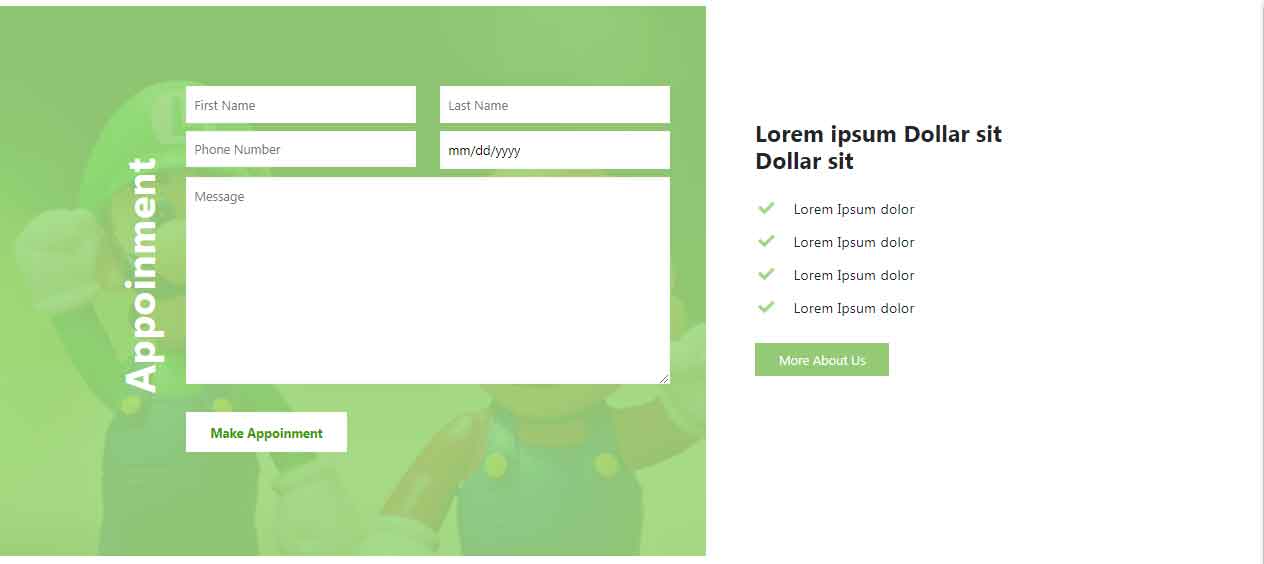 Appoinment
First Name
Last Name
Phone Number
mm/dd/yyyy
Message
Make Appoinment
Lorem ipsum Dollar sit
Dollar sit
Lorem Ipsum dolor
Lorem Ipsum dolor
Lorem Ipsum dolor
Lorem Ipsum dolor
More About Us
L